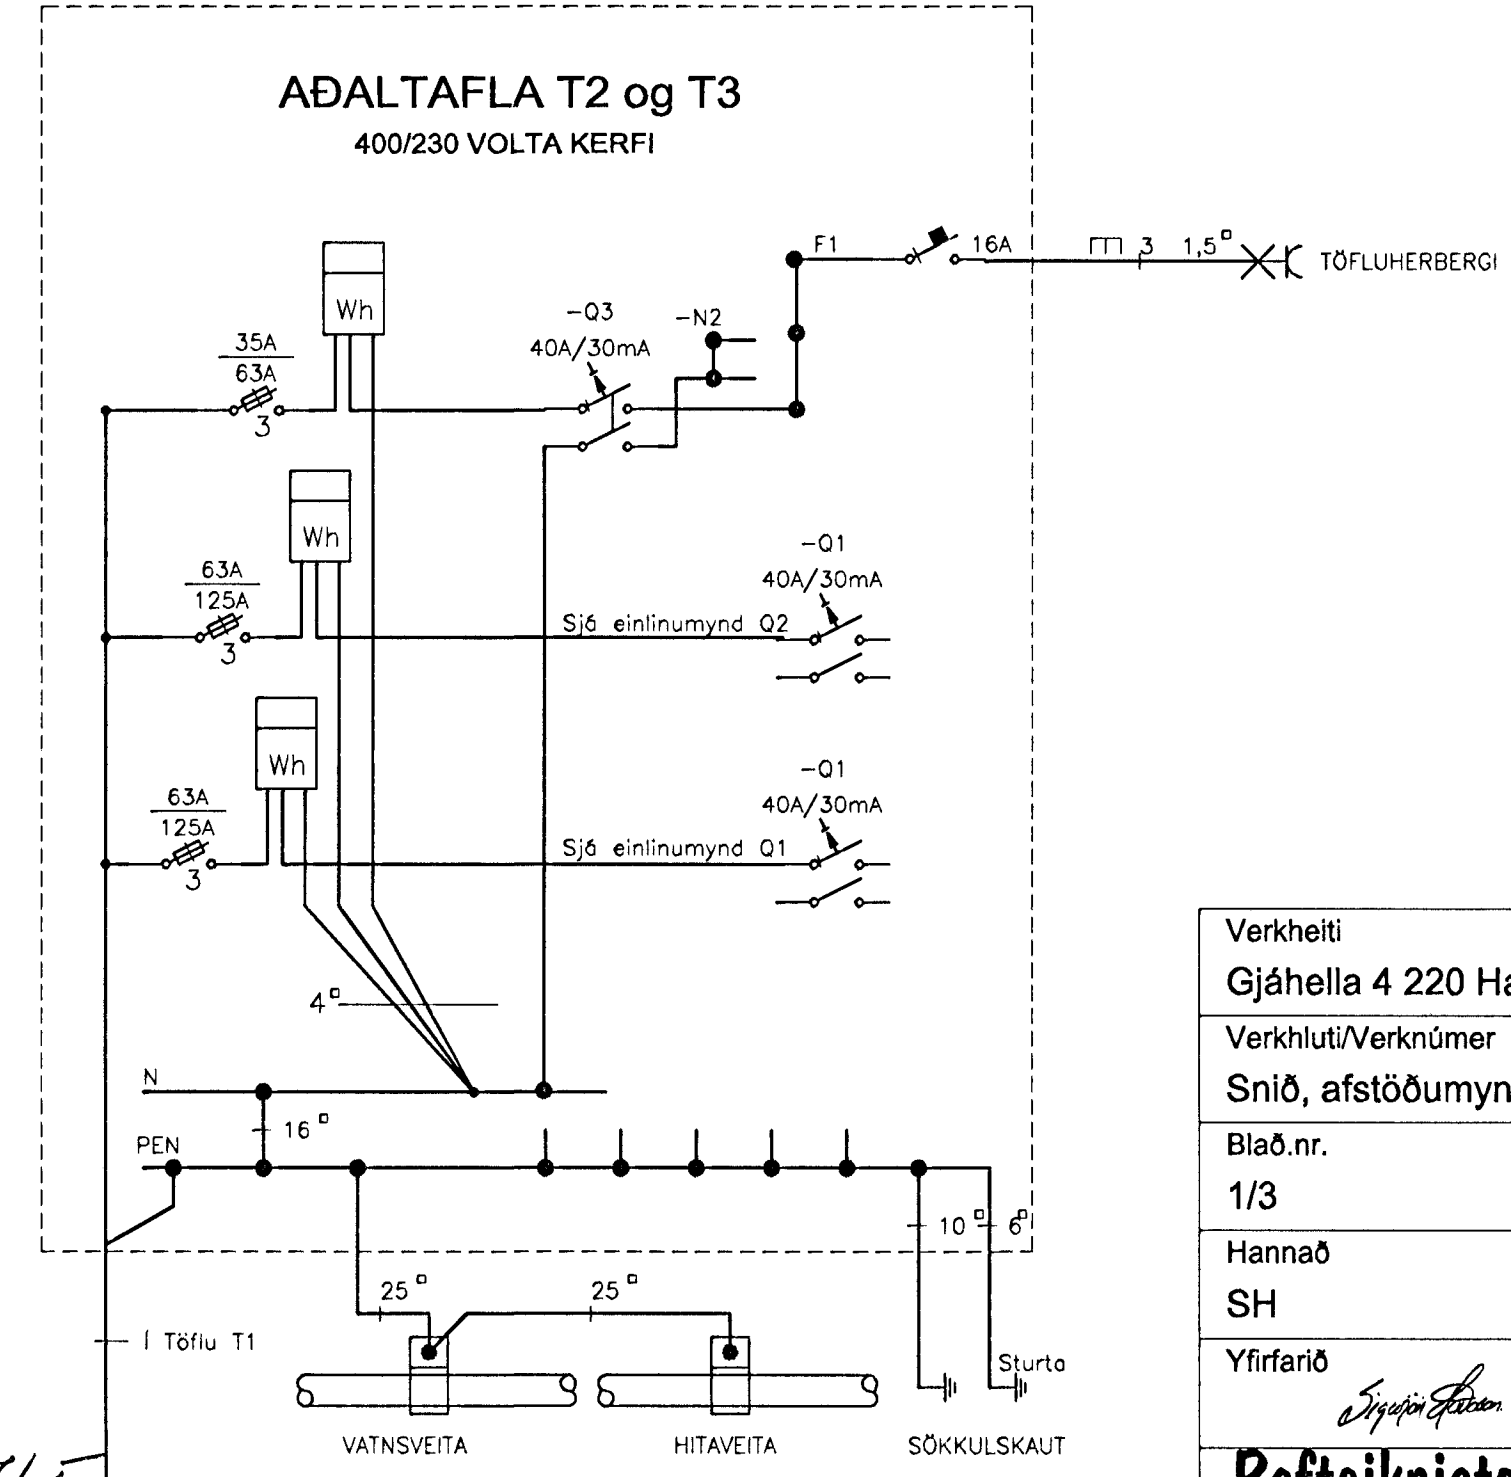 AÐALTAFLA T2 og T3
400/230 VOLTA KERFI
F1
16A
3
1,5
TÖFLUHERBERGI
Wh
35A
63A
3
-Q3
40A/30mA
-N2
Wh
63A
125A
3
Sjá einlinumynd Q2
-Q1
40A/30mA
Wh
63A
125A
3
Sjá einlinumynd Q1
-Q1
40A/30mA
4
N
16
PEN
10
6
25
25
Í Töflu T1
Sturta
VATNSVEITA
HITAVEITA
SÖKKULSKAUT
Verkheiti
Gjáhella 4 220 Ha
Verkhluti/Verknúmer
Snið, afstöðumyn
Blað.nr.
1/3
Hannað
SH
Yfirfarið